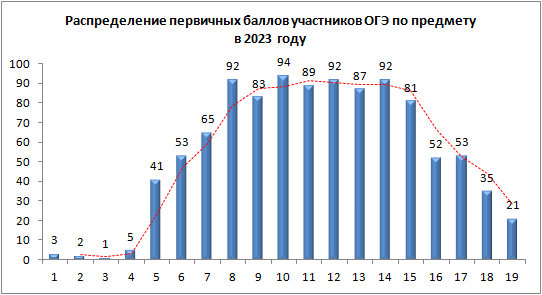 Распределение первичных баллов участников ОГЭ по предмету
в 2023 году
100
90
80
70
60
50
40
30
20
10
0
3 2 1 5 41 53 65 92 83 94 89 92 87 92 81 52 53 35 21
1 2 3 4 5 6 7 8 9 10 11 12 13 14 15 16 17 18 19